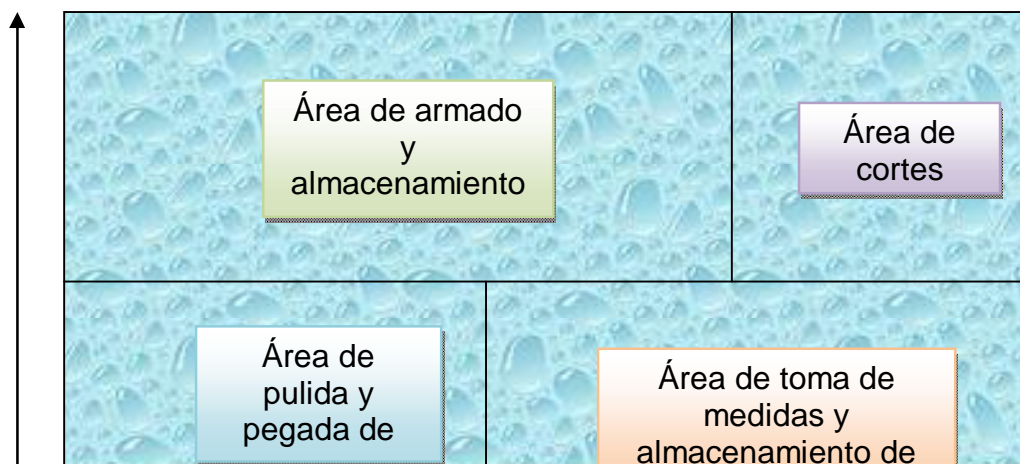 Área de armado
y
almacenamiento
Área de
cortes
Área de
pulida y
pegada de
Área de toma de
medidas y
almacenamiento de